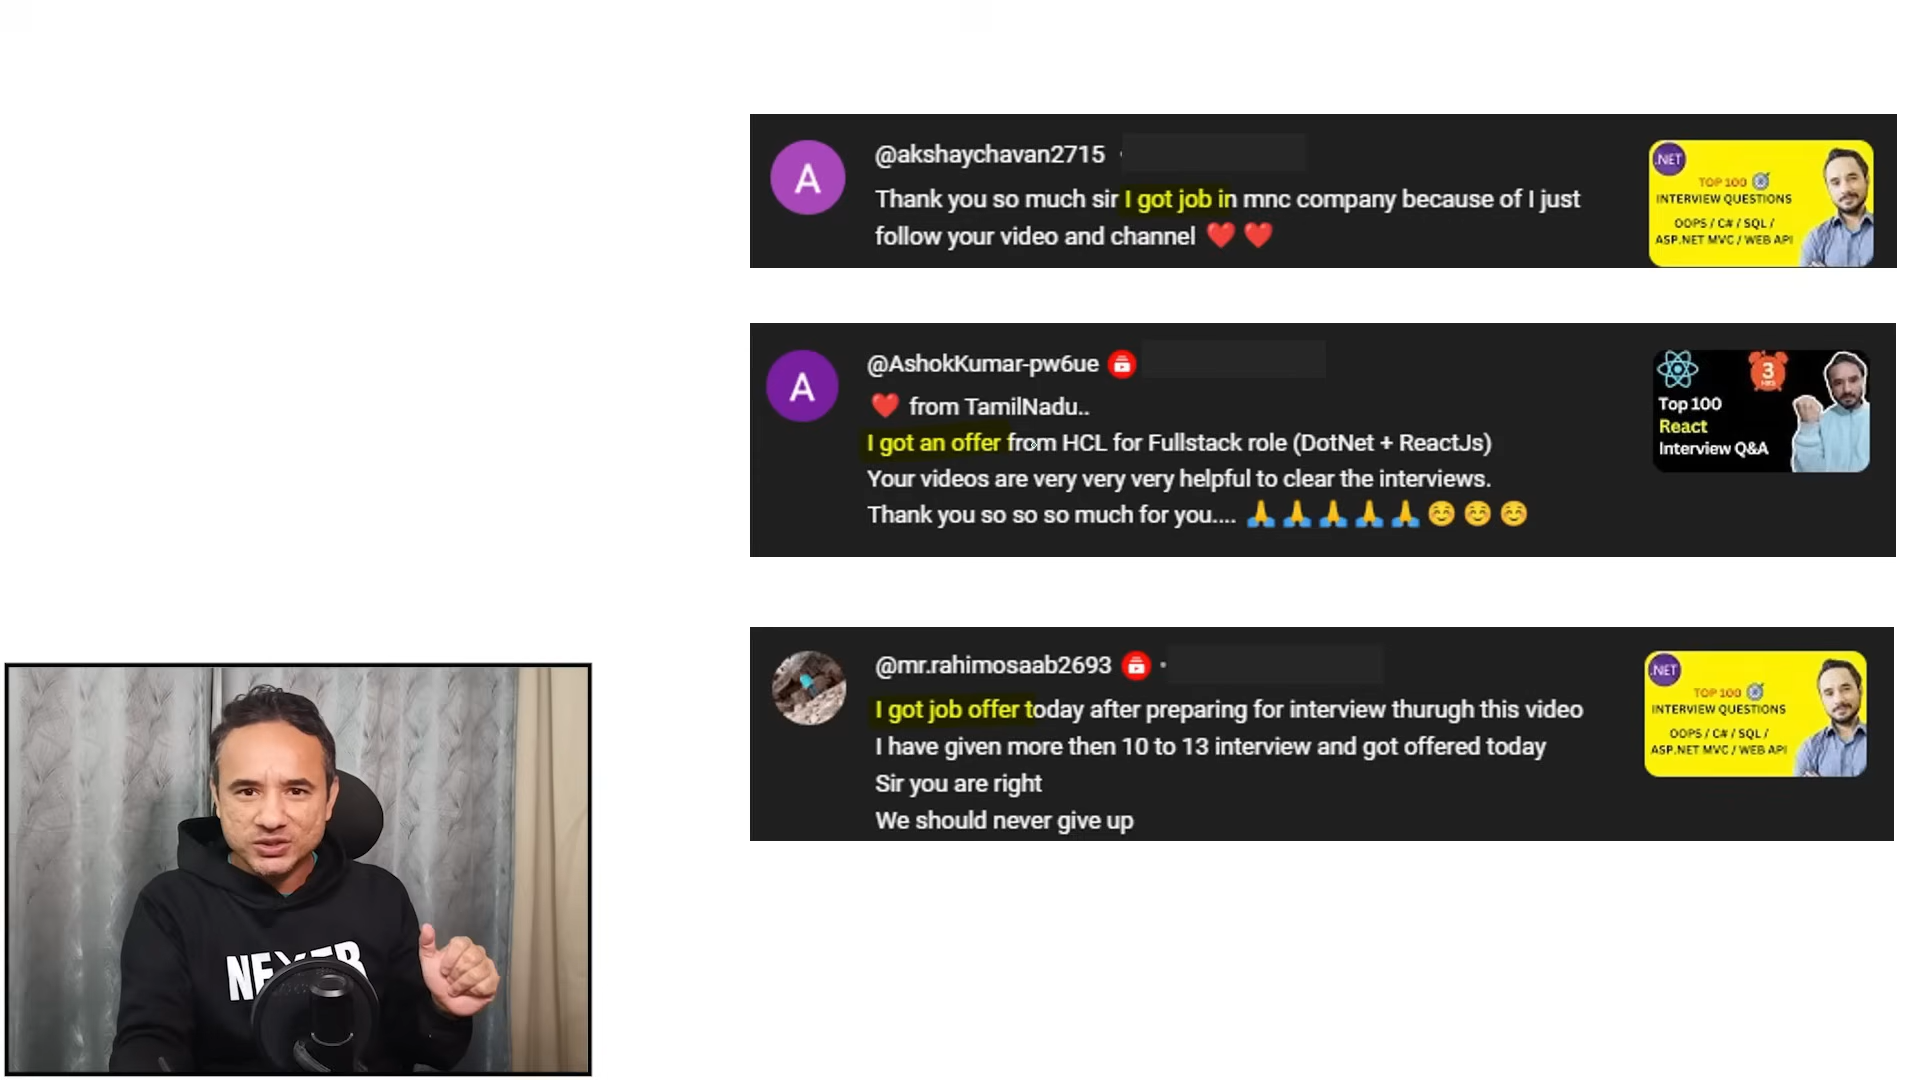 A
@akshaychavan2715
Thank you so much sir I got job in mnc company because of I just
follow your video and channel ❤️ ❤️
.NET
TOP 100
INTERVIEW QUESTIONS
OOPS / C# / SQL /
ASP.NET MVC / WEB API
A
@AshokKumar-pw6ue
❤️ from TamilNadu..
I got an offer from HCL for Fullstack role (DotNet + ReactJs)
Your videos are very very very helpful to clear the interviews.
Thank you so so so much for you.... 🙏 🙏 🙏 🙏 🙏 ☺️ ☺️ ☺️
3
HRS
Top 100
React
Interview Q&A
@mr.rahimosaab2693 •
I got job offer today after preparing for interview thurugh this video
I have given more then 10 to 13 interview and got offered today
Sir you are right
We should never give up
.NET
TOP 100
INTERVIEW QUESTIONS
OOPS / C# / SQL /
ASP.NET MVC / WEB API